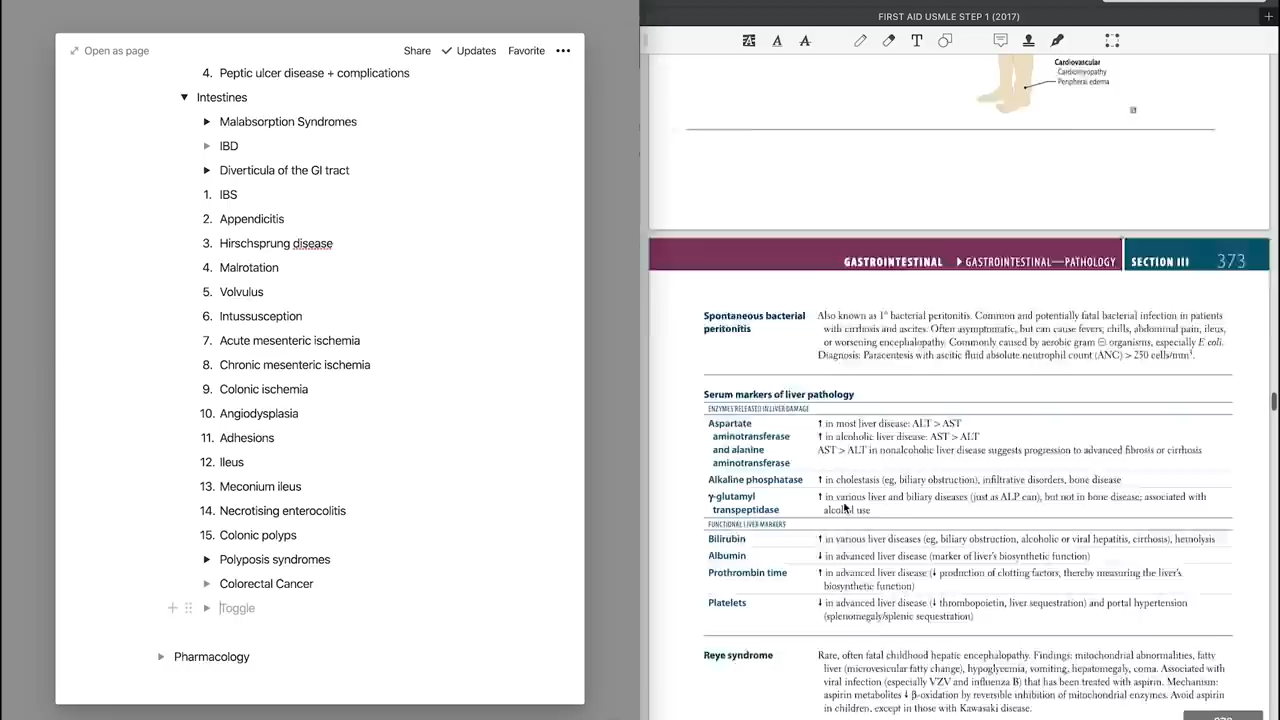 Open as page
Share
Updates
Favorite
4. Peptic ulcer disease + complications
Intestines
Malabsorption Syndromes
IBD
Diverticula of the GI tract
1. IBS
2. Appendicitis
3. Hirschsprung disease
4. Malrotation
5. Volvulus
6. Intussusception
7. Acute mesenteric ischemia
8. Chronic mesenteric ischemia
9. Colonic ischemia
10. Angiodysplasia
11. Adhesions
12. Ileus
13. Meconium ileus
14. Necrotising enterocolitis
15. Colonic polyps
Polyposis syndromes
Colorectal Cancer
Toggle
Pharmacology
FIRST AID USMLE STEP 1 (2017)
Cardiovascular
Cardiomyopathy
Peripheral edema
GASTROINTESTINAL ▶ GASTROINTESTINAL—PATHOLOGY SECTION III 373
Spontaneous bacterial
peritonitis
Also known as 1° bacterial peritonitis. Common and potentially fatal bacterial infection in patients
with cirrhosis and ascites. Often asymptomatic, but can cause fevers, chills, abdominal pain, ileus,
or worsening encephalopathy. Commonly caused by aerobic gram ⊝ organisms, especially E coli.
Diagnosis: Paracentesis with ascitic fluid absolute neutrophil count (ANC) > 250 cells/mm³.
Serum markers of liver pathology
ENZYMES RELEASED IN LIVER DAMAGE
Aspartate
aminotransferase
and alanine
aminotransferase
↑ in most liver disease: ALT > AST
↑ in alcoholic liver disease: AST > ALT
AST > ALT in nonalcoholic liver disease suggests progression to advanced fibrosis or cirrhosis
Alkaline phosphatase
↑ in cholestasis (eg, biliary obstruction), infiltrative disorders, bone disease
γ-glutamyl
transpeptidase
↑ in various liver and biliary diseases (just as ALP can), but not in bone disease; associated with
alcohol use
FUNCTIONAL LIVER MARKERS
Bilirubin
↑ in various liver diseases (eg, biliary obstruction, alcoholic or viral hepatitis, cirrhosis), hemolysis
Albumin
↓ in advanced liver disease (marker of liver's biosynthetic function)
Prothrombin time
↑ in advanced liver disease (↓ production of clotting factors, thereby measuring the liver's
biosynthetic function)
Platelets
↓ in advanced liver disease (↓ thrombopoietin, liver sequestration) and portal hypertension
(splenomegaly/splenic sequestration)
Reye syndrome
Rare, often fatal childhood hepatic encephalopathy. Findings: mitochondrial abnormalities, fatty
liver (microvesicular fatty change), hypoglycemia, vomiting, hepatomegaly, coma. Associated with
viral infection (especially VZV and influenza B) that has been treated with aspirin. Mechanism:
aspirin metabolites ↓ β-oxidation by reversible inhibition of mitochondrial enzymes. Avoid aspirin
in children, except in those with Kawasaki disease.